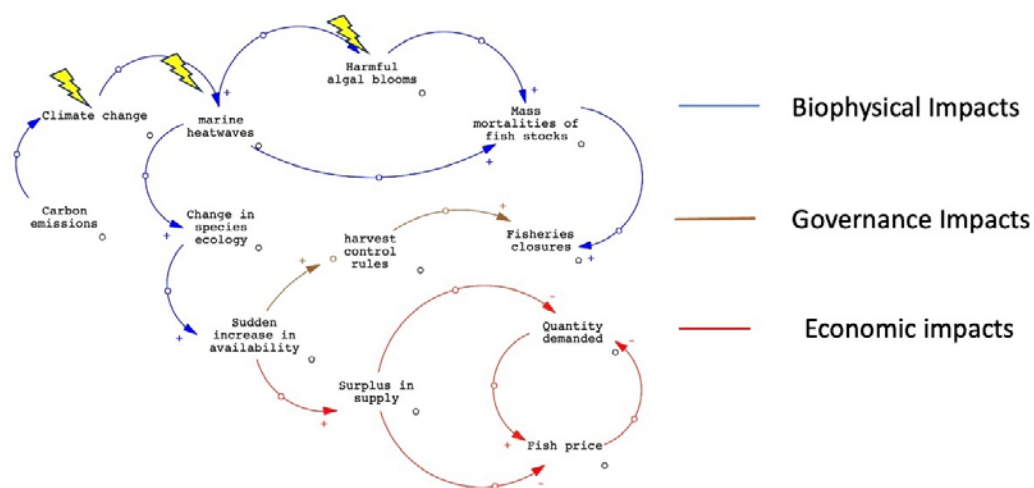 Harmful
algal blooms
Climate change
marine
heatwaves
+
Mass
mortalities of
fish stocks
+
+
Biophysical Impacts
Carbon
emissions
Change in
species
ecology
+
harvest
control
rules
+
Fisheries
closures
+
+
Governance Impacts
Sudden
increase in
availability
+
Quantity
demanded
-
-
Economic impacts
Surplus in
supply
+
Fish price
+
-